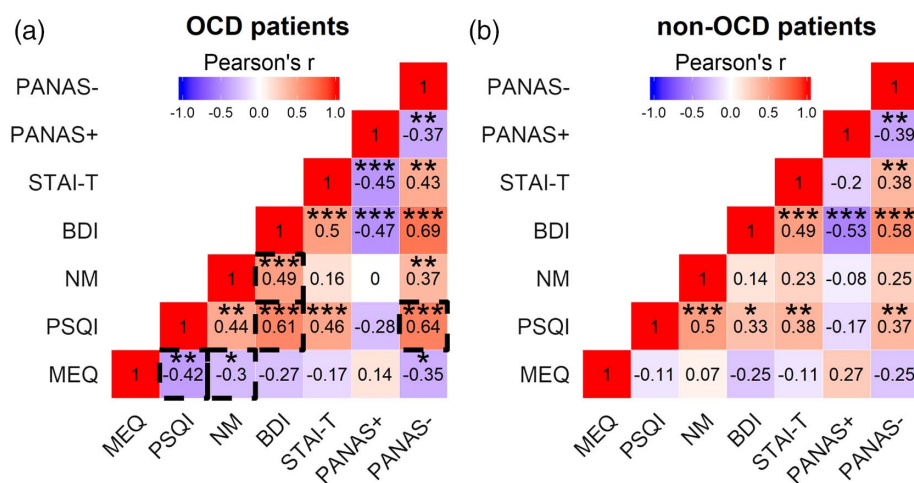 (a) OCD patients
Pearson's r
-1.0 -0.5 0.0 0.5 1.0
PANAS- 1
PANAS+ 1 ** -0.37
STAI-T 1 *** -0.45 ** 0.43
BDI 1 *** 0.5 *** -0.47 *** 0.69
NM 1 *** 0.49 0.16 0 ** 0.37
PSQI 1 ** 0.44 *** 0.61 *** 0.46 -0.28 *** 0.64
MEQ 1 ** -0.42 * -0.3 -0.27 -0.17 0.14 * -0.35
MEQ PSQI NM BDI STAI-T PANAS+ PANAS-
(b) non-OCD patients
Pearson's r
-1.0 -0.5 0.0 0.5 1.0
PANAS- 1
PANAS+ 1 ** -0.39
STAI-T 1 -0.2 ** 0.38
BDI 1 *** 0.49 *** -0.53 *** 0.58
NM 1 0.14 0.23 -0.08 0.25
PSQI 1 *** 0.5 * 0.33 ** 0.38 -0.17 ** 0.37
MEQ 1 -0.11 0.07 -0.25 -0.11 0.27 -0.25
MEQ PSQI NM BDI STAI-T PANAS+ PANAS-